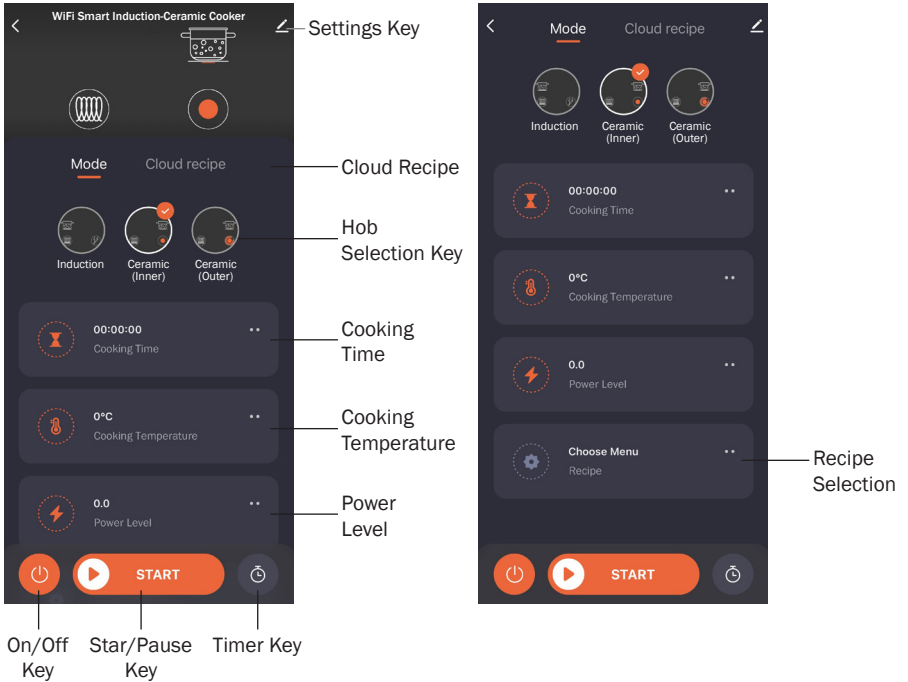 WiFi Smart Induction-Ceramic Cooker
Settings Key
Mode
Cloud recipe
Cloud Recipe
Induction
Ceramic
(Inner)
Ceramic
(Outer)
Hob
Selection Key
00:00:00
Cooking Time
Cooking
Time
0°C
Cooking Temperature
Cooking
Temperature
0.0
Power Level
Power
Level
START
On/Off
Key
Star/Pause
Key
Timer Key
Mode
Cloud recipe
Induction
Ceramic
(Inner)
Ceramic
(Outer)
00:00:00
Cooking Time
0°C
Cooking Temperature
0.0
Power Level
Choose Menu
Recipe
Recipe
Selection
START